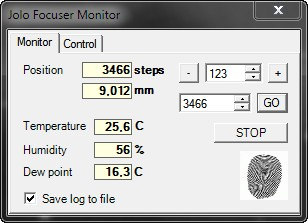 Jolo Focuser Monitor
Monitor Control
Position 3466 steps - 123 +
9,012 mm
3466 GO
Temperature 25,6 C STOP
Humidity 56 %
Dew point 16,3 C
Save log to file